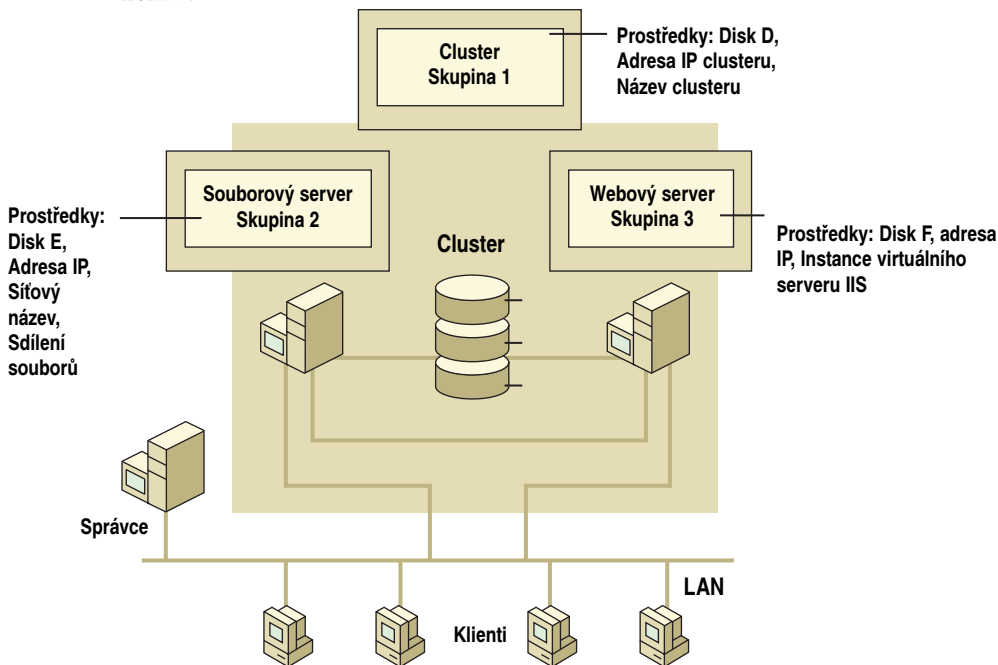 Cluster
Skupina 1
Prostředky: Disk D,
Adresa IP clusteru,
Název clusteru
Souborový server
Skupina 2
Webový server
Skupina 3
Prostředky:
Disk E,
Adresa IP,
Síťový
název,
Sdílení
souborů
Cluster
Prostředky: Disk F, adresa
IP, Instance virtuálního
serveru IIS
Správce
LAN
Klienti